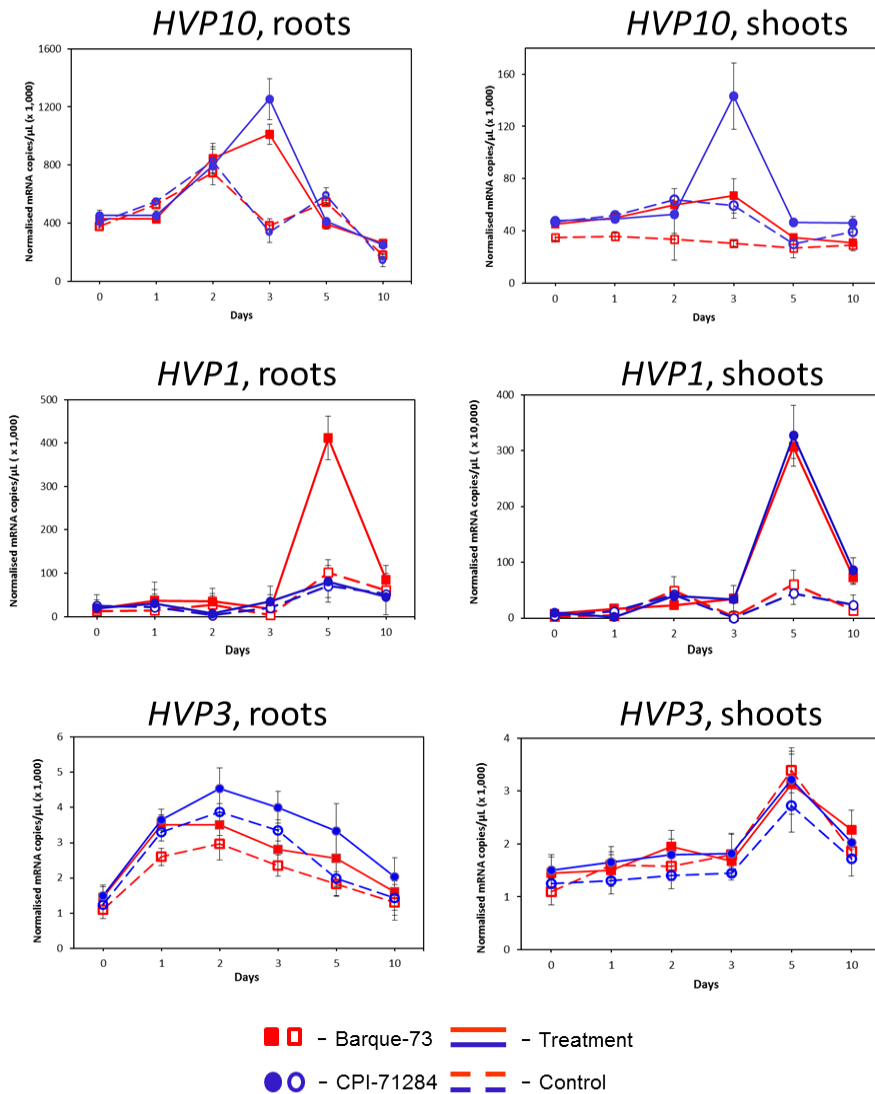 HVP10, roots
HVP10, shoots
Normalised mRNA copies/µL (x 1,000)
1600
1200
800
400
0
0 1 2 3 5 10
Days
Normalised mRNA copies/µL (x 1,000)
160
120
80
40
0
0 1 2 3 5 10
Days
HVP1, roots
HVP1, shoots
Normalised mRNA copies/µL (x 1,000)
500
400
300
200
100
0
0 1 2 3 5 10
Days
Normalised mRNA copies/µL (x 10,000)
400
300
200
100
0
0 1 2 3 5 10
Days
HVP3, roots
HVP3, shoots
Normalised mRNA copies/µL (x 1,000)
6
5
4
3
2
1
0
0 1 2 3 5 10
Days
Normalised mRNA copies/µL (x 1,000)
4
3
2
1
0
0 1 2 3 5 10
Days
– Barque-73 – Treatment
– CPI-71284 – Control